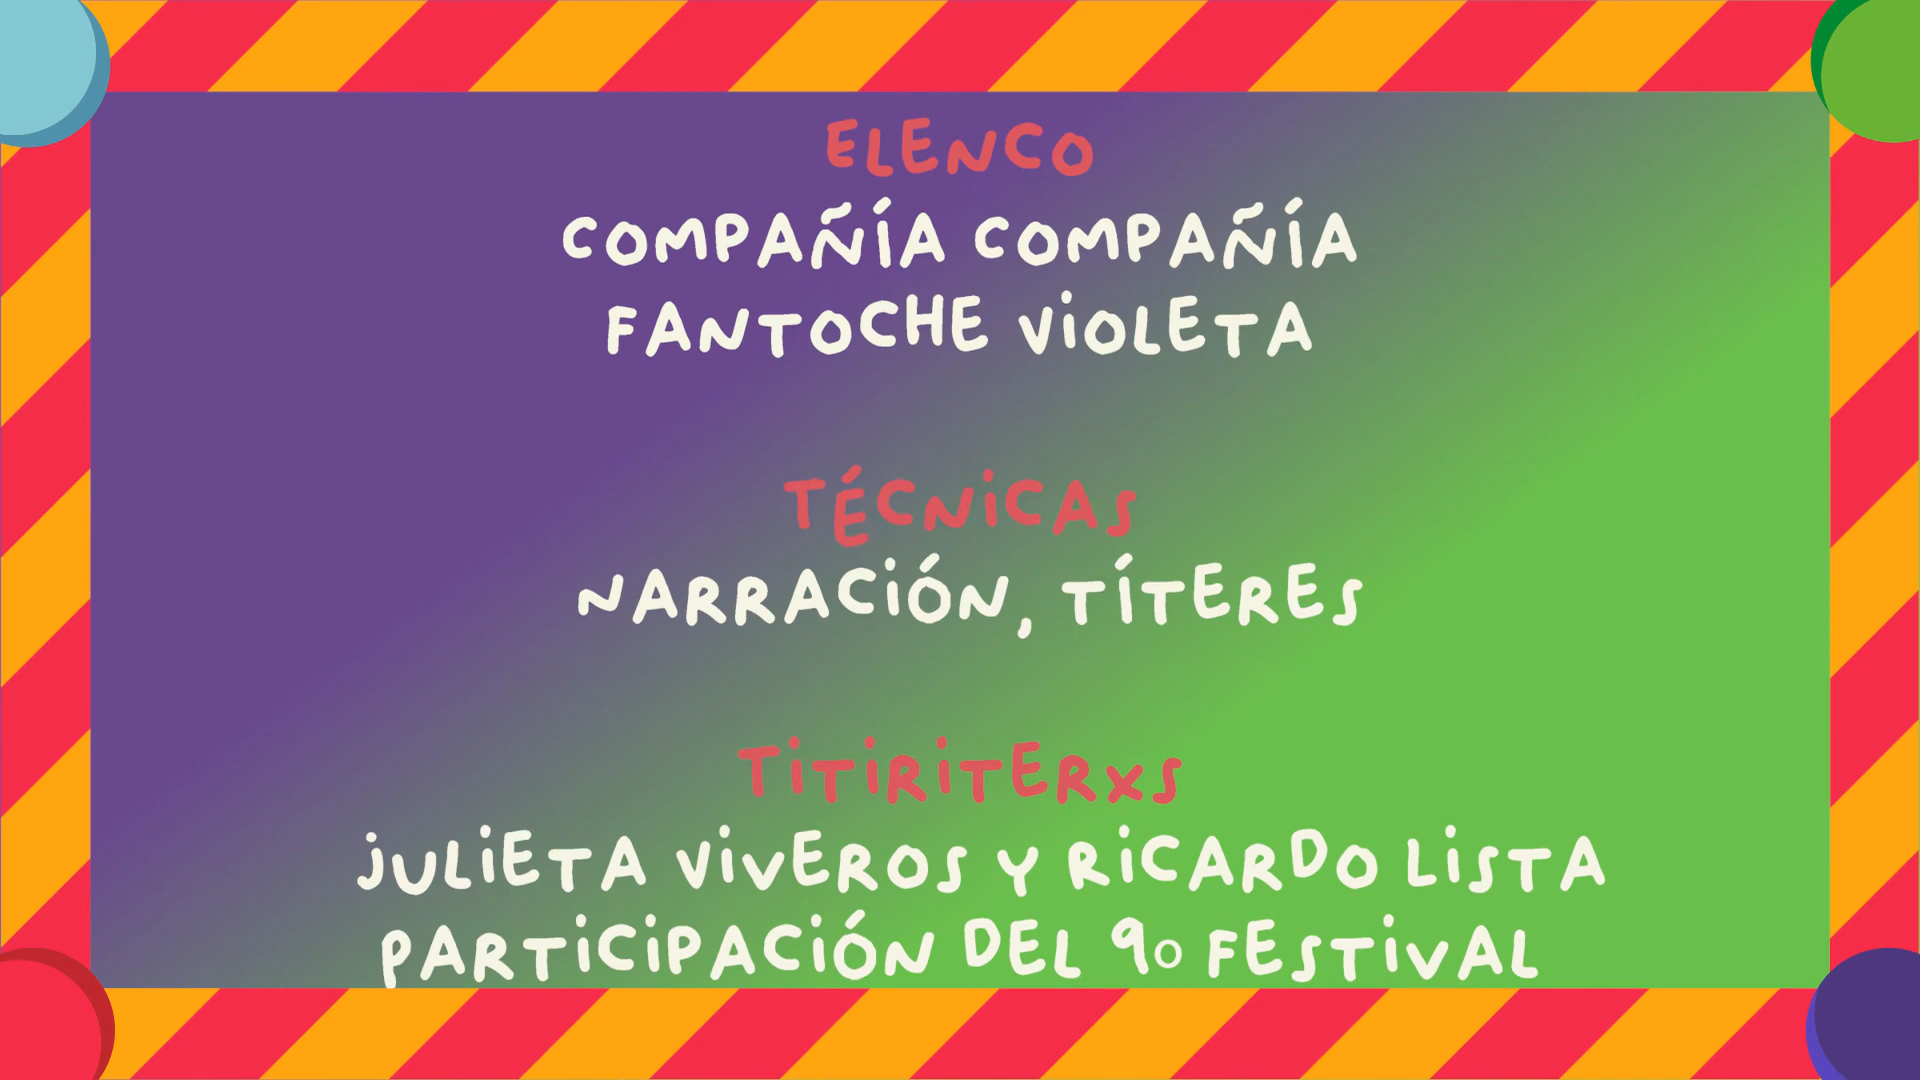 ELENCO
COMPAÑÍA COMPAÑÍA
FANTOCHE VIOLETA
TÉCNICAS
NARRACIÓN, TÍTERES
TITIRITERXS
JULIETA VIVEROS Y RICARDO LISTA
PARTICIPACIÓN DEL 9o FESTIVAL